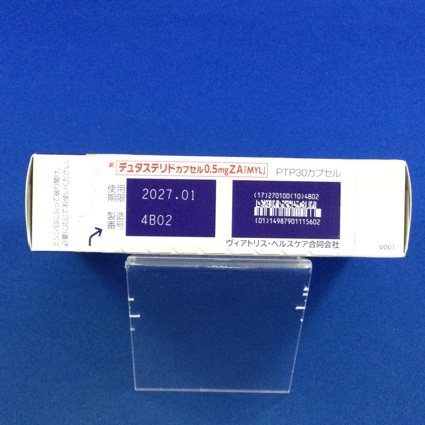 デュタステリドカプセル0.5mgZA「MYL」
PTP30カプセル
使用期限
2027.01
製造番号
4B02
(17)270100(10)4B02
(01)14987901115602
ヴィアトリス・ヘルスケア合同会社
V001